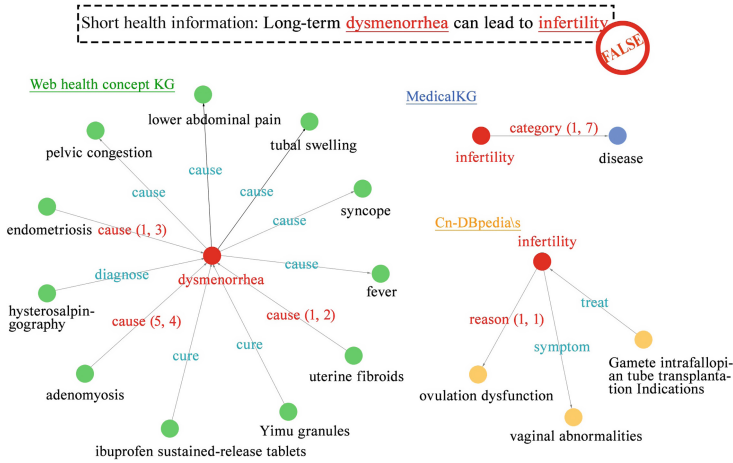 Short health information: Long-term dysmenorrhea can lead to infertility
FALSE
Web health concept KG
lower abdominal pain
tubal swelling
pelvic congestion
cause
cause
cause
syncope
cause
endometriosis
cause (1, 3)
cause
fever
diagnose
dysmenorrhea
hysterosalpin-
gography
cause (5, 4)
cause (1, 2)
cure
cure
uterine fibroids
adenomyosis
Yimu granules
ibuprofen sustained-release tablets
MedicalKG
category (1, 7)
infertility
disease
Cn-DBpedia\s
infertility
reason (1, 1)
treat
symptom
Gamete intrafallopi-
an tube transplanta-
tion Indications
ovulation dysfunction
vaginal abnormalities